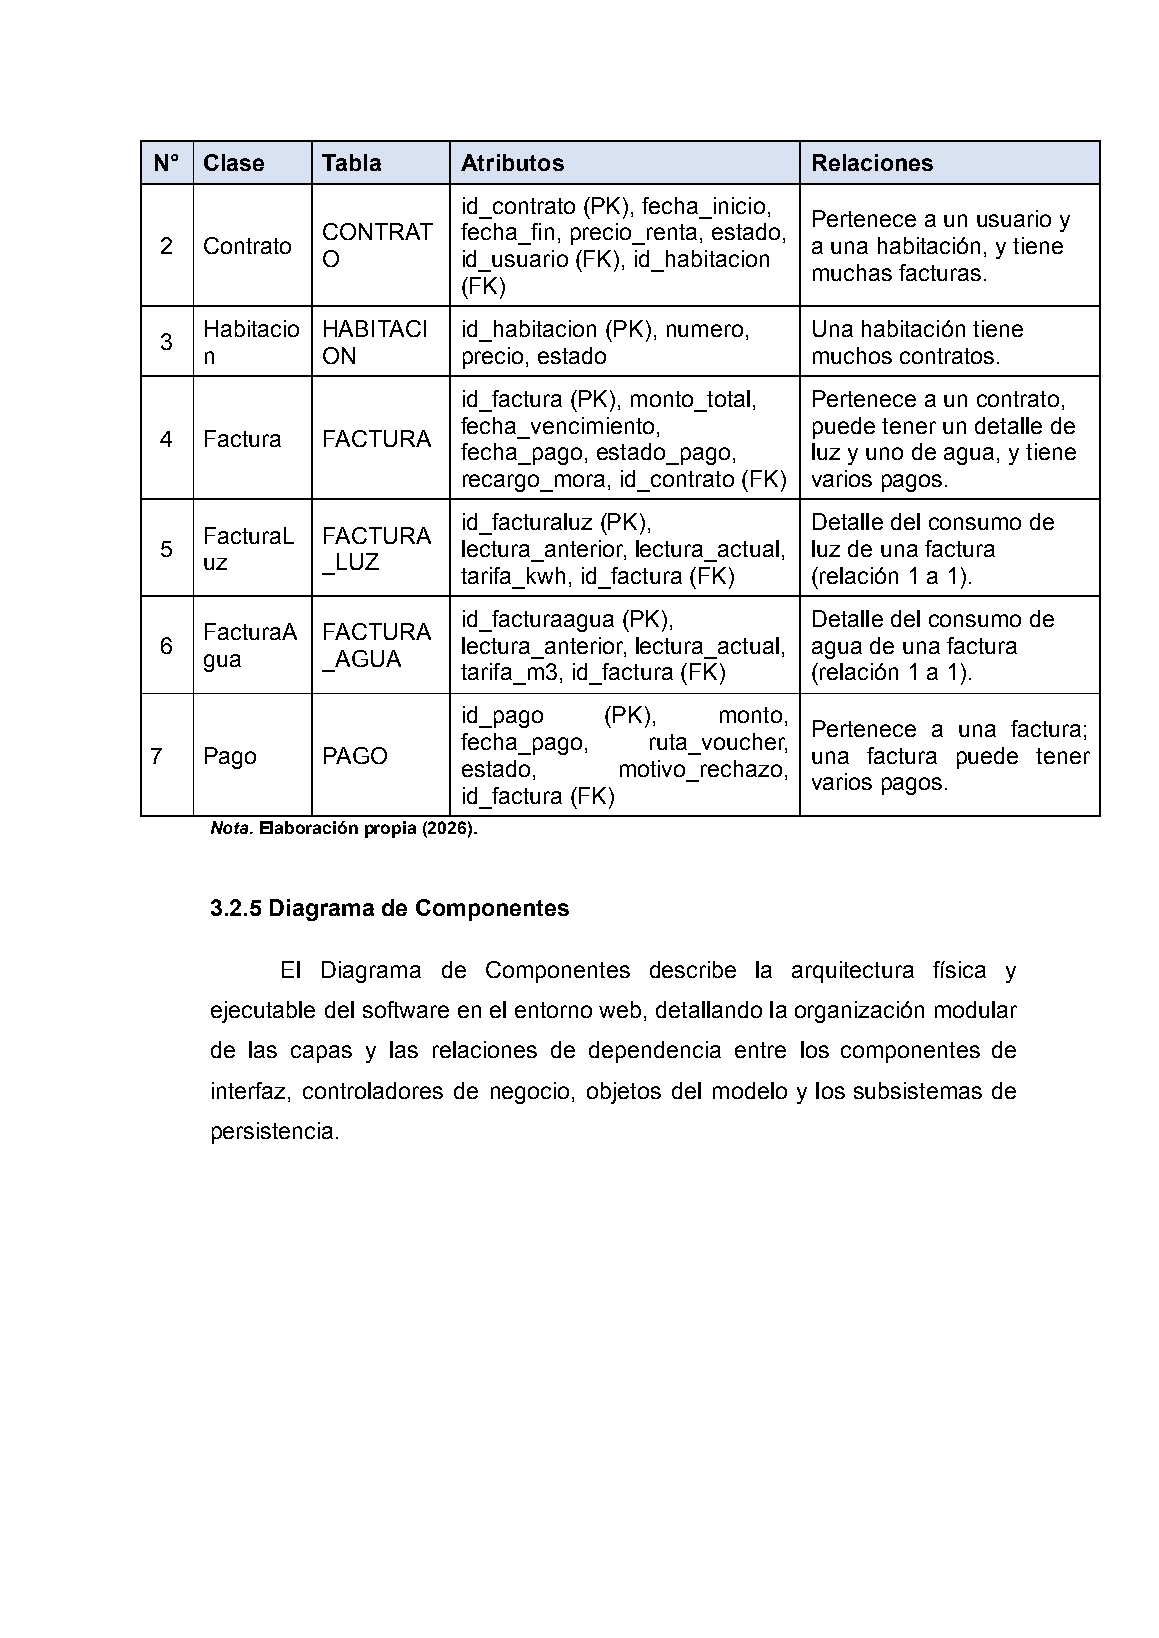 N° Clase Tabla Atributos Relaciones
2 Contrato CONTRAT
O
id_contrato (PK), fecha_inicio,
fecha_fin, precio_renta, estado,
id_usuario (FK), id_habitacion
(FK)
Pertenece a un usuario y
a una habitación, y tiene
muchas facturas.
3 Habitacio
n
HABITACI
ON
id_habitacion (PK), numero,
precio, estado
Una habitación tiene
muchos contratos.
4 Factura FACTURA
id_factura (PK), monto_total,
fecha_vencimiento,
fecha_pago, estado_pago,
recargo_mora, id_contrato (FK)
Pertenece a un contrato,
puede tener un detalle de
luz y uno de agua, y tiene
varios pagos.
5 FacturaL
uz
FACTURA
_LUZ
id_facturaluz (PK),
lectura_anterior, lectura_actual,
tarifa_kwh, id_factura (FK)
Detalle del consumo de
luz de una factura
(relación 1 a 1).
6 FacturaA
gua
FACTURA
_AGUA
id_facturaagua (PK),
lectura_anterior, lectura_actual,
tarifa_m3, id_factura (FK)
Detalle del consumo de
agua de una factura
(relación 1 a 1).
7 Pago PAGO
id_pago (PK), monto,
fecha_pago, ruta_voucher,
estado, motivo_rechazo,
id_factura (FK)
Pertenece a una factura;
una factura puede tener
varios pagos.
Nota. Elaboración propia (2026).
3.2.5 Diagrama de Componentes
El Diagrama de Componentes describe la arquitectura física y
ejecutable del software en el entorno web, detallando la organización modular
de las capas y las relaciones de dependencia entre los componentes de
interfaz, controladores de negocio, objetos del modelo y los subsistemas de
persistencia.